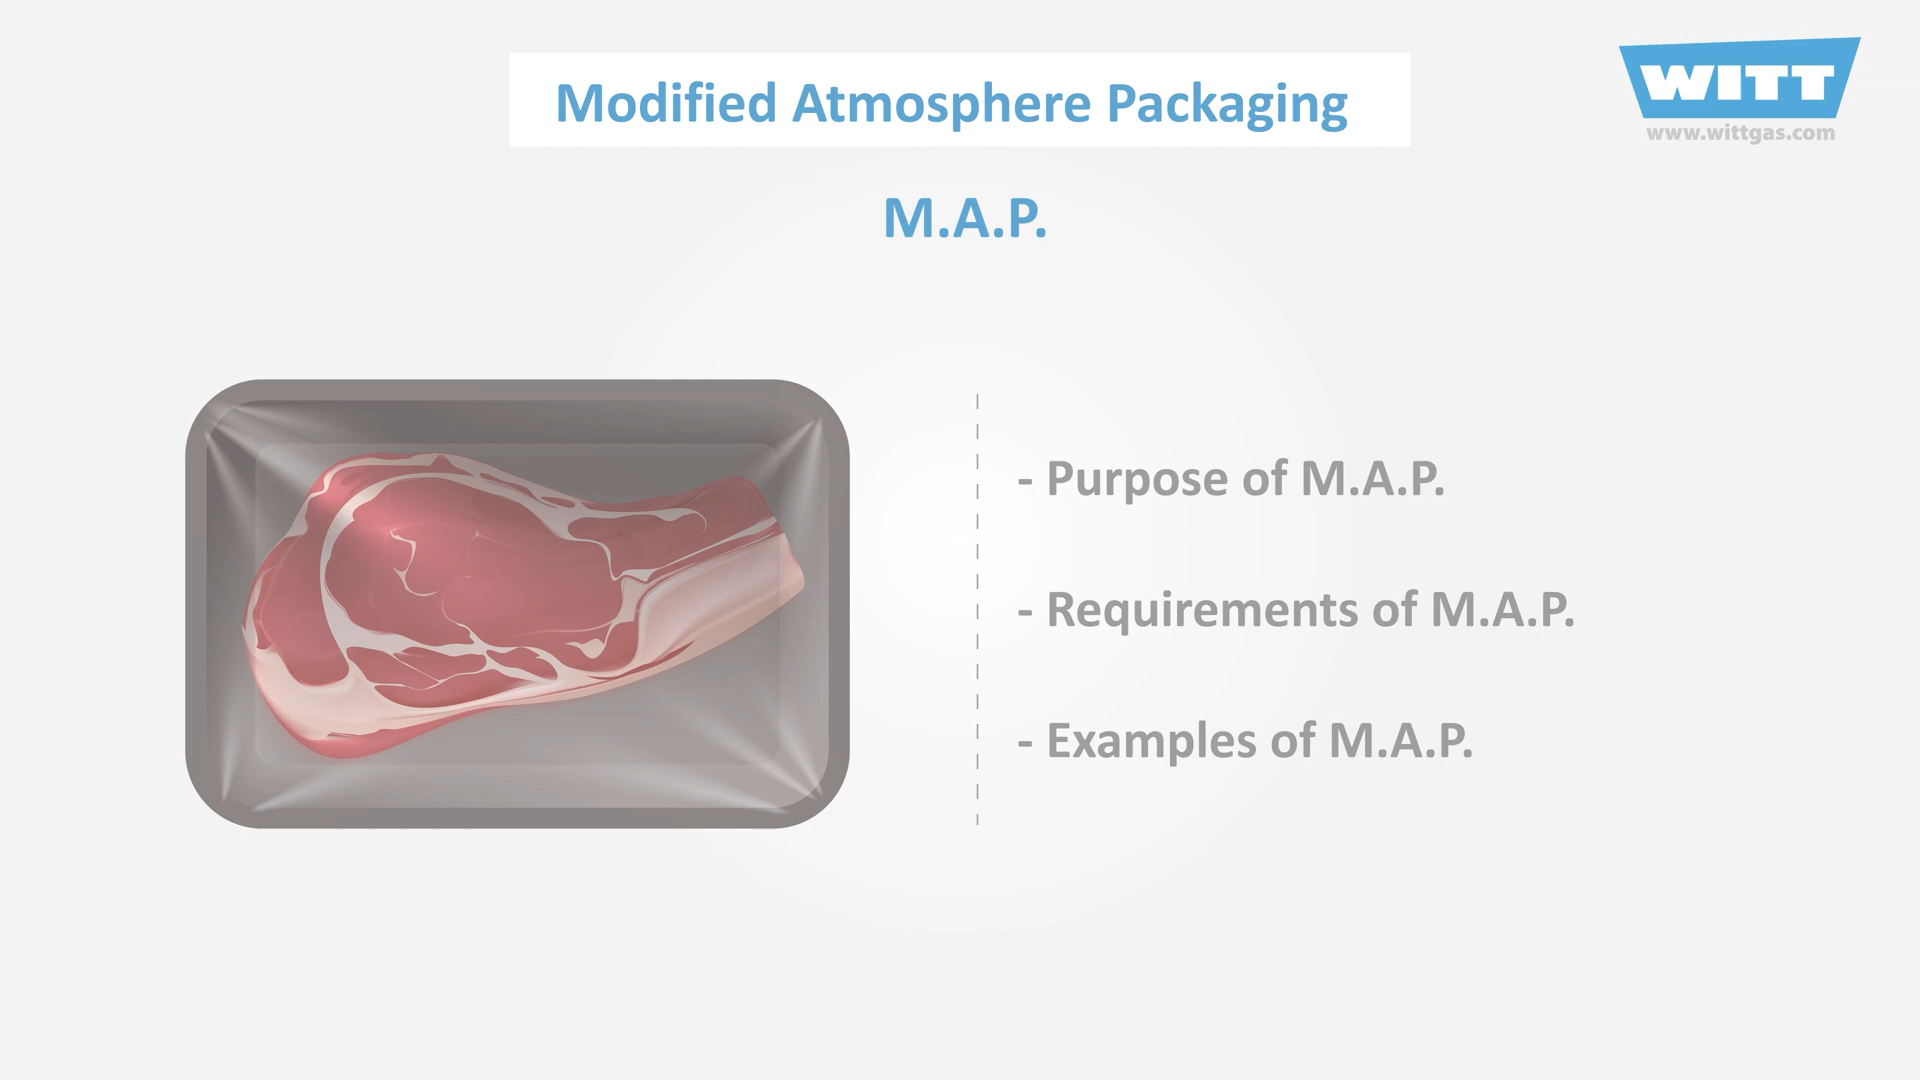 Modified Atmosphere Packaging
WITT
www.wittgas.com
M.A.P.
- Purpose of M.A.P.
- Requirements of M.A.P.
- Examples of M.A.P.